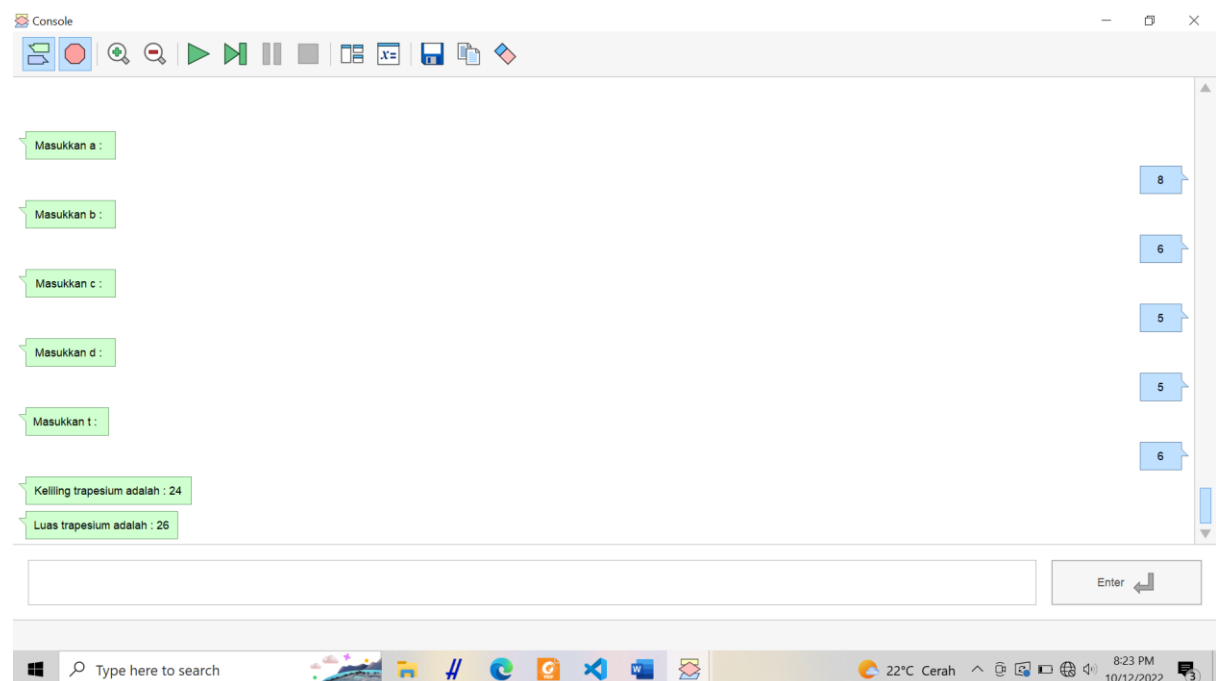 Console
x=
Masukkan a :
8
Masukkan b :
6
Masukkan c :
5
Masukkan d :
5
Masukkan t :
6
Keliling trapesium adalah : 24
Luas trapesium adalah : 26
Enter
Type here to search
22°C Cerah
8:23 PM
10/12/2022
3